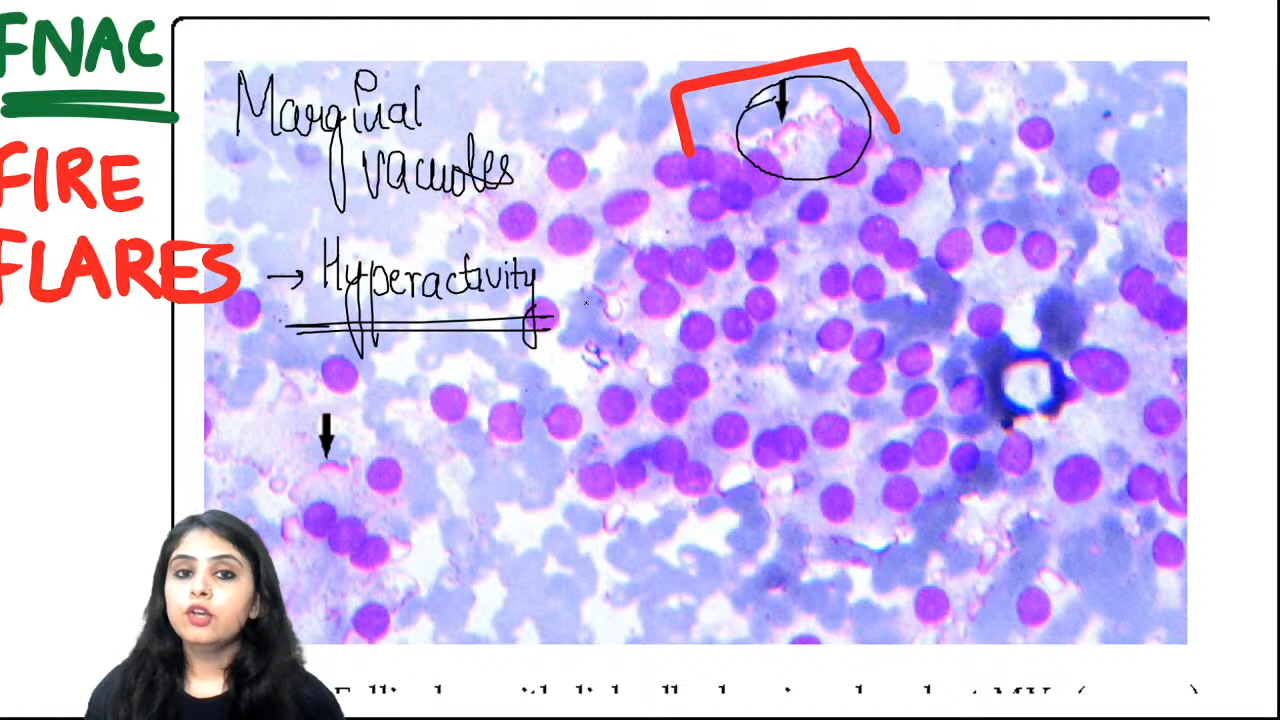 FNAC
FIRE
FLARES
Marginal
vacuoles
→ Hyperactivity